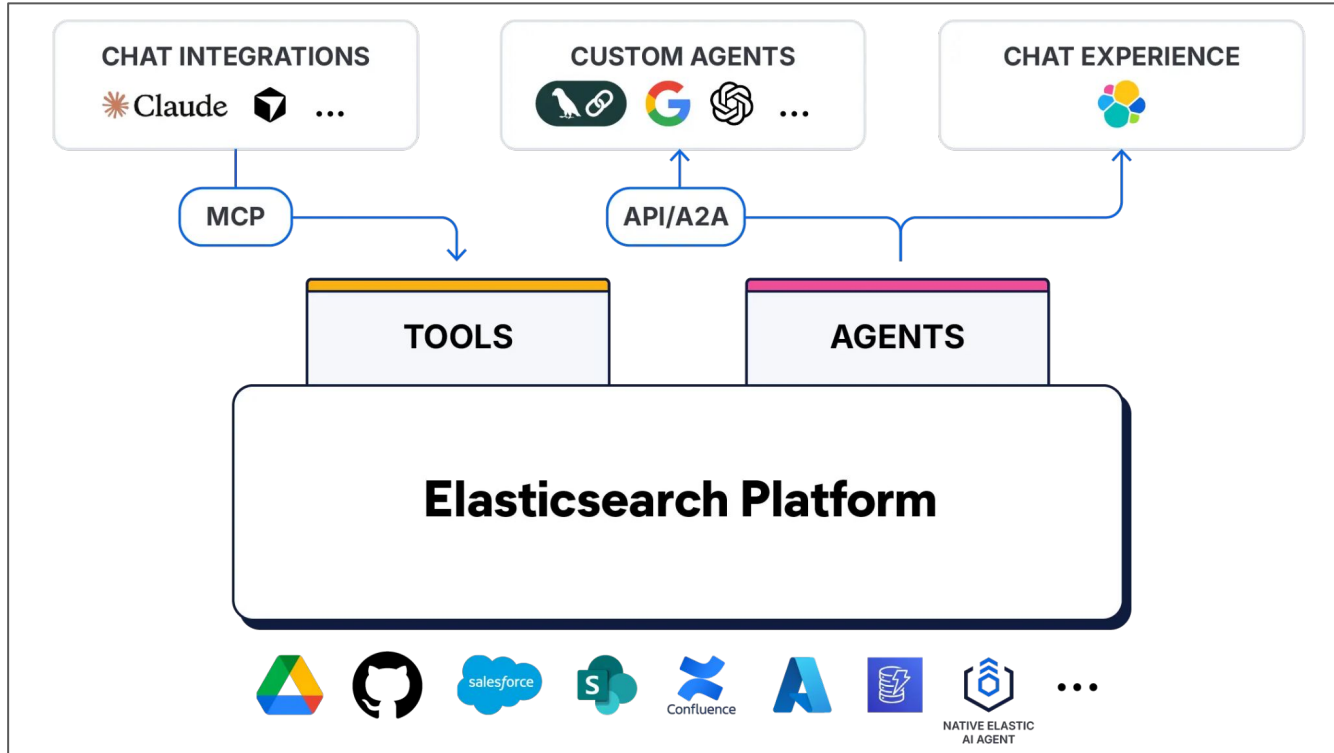 CHAT INTEGRATIONS
Claude
...
CUSTOM AGENTS
...
CHAT EXPERIENCE
MCP
API/A2A
TOOLS
AGENTS
Elasticsearch Platform
salesforce
S
Confluence
NATIVE ELASTIC
AI AGENT
...